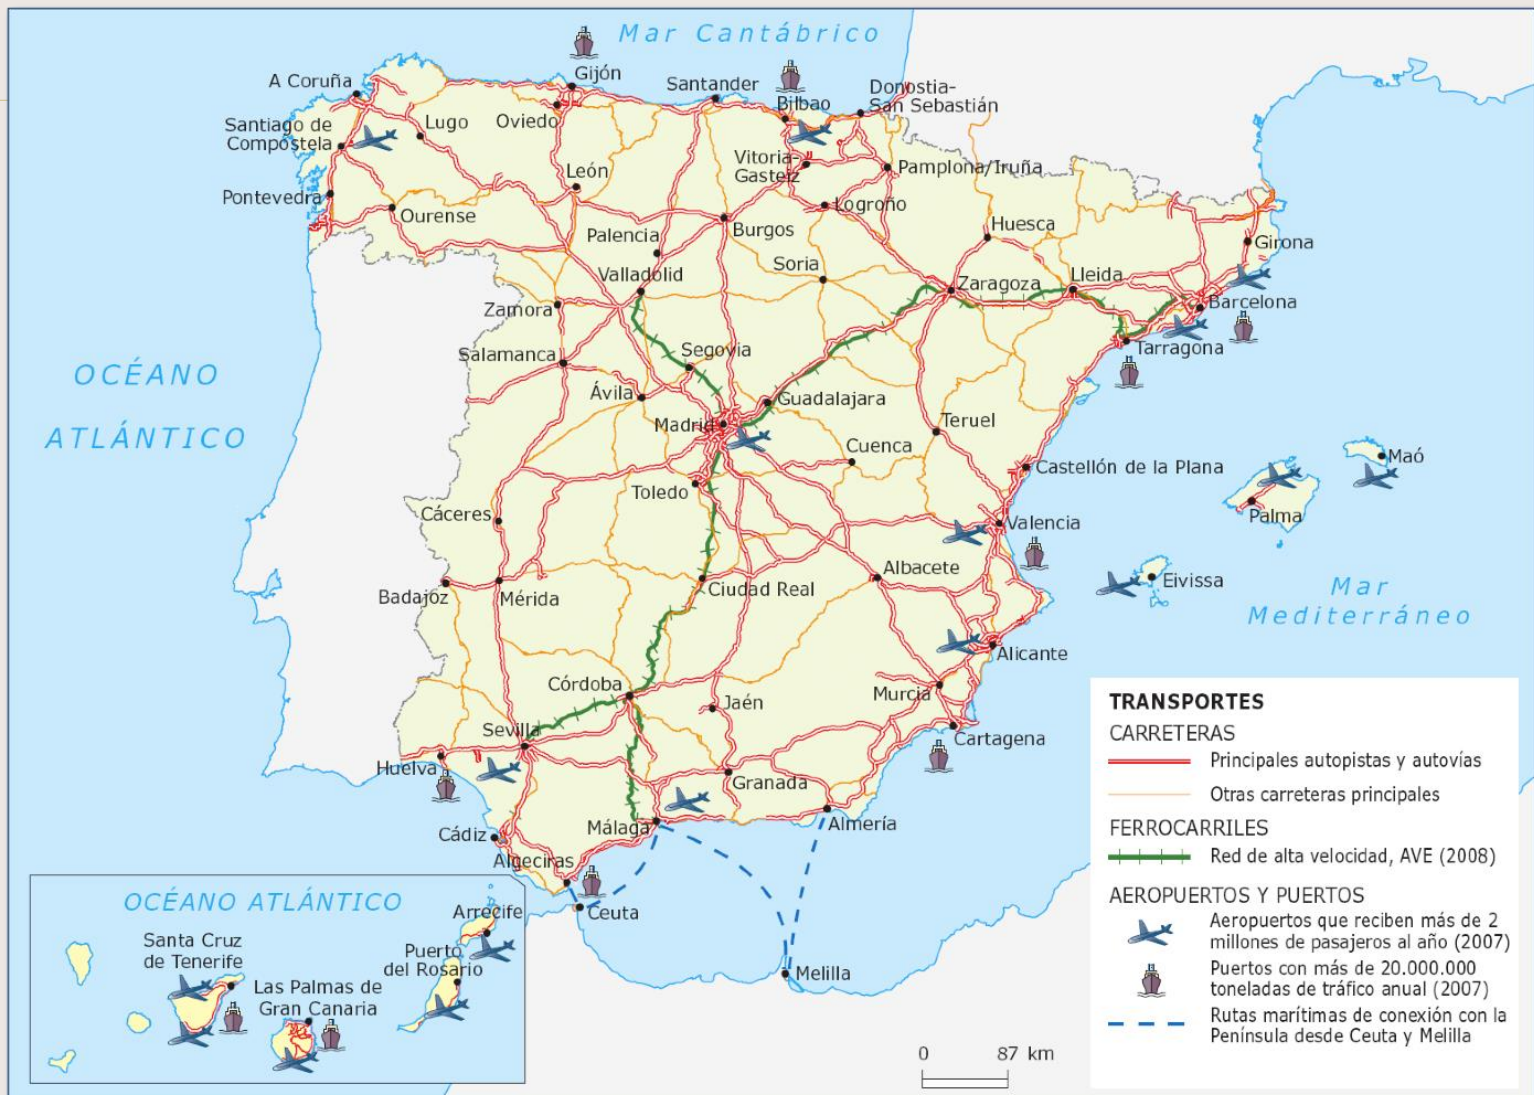 Mar Cantábrico
Gijón
A Coruña
Santander
Donostia-
San Sebastián
Bilbao
Oviedo
Lugo
Santiago de
Compostela
Vitoria-
Gasteiz
Pamplona/Iruña
León
Pontevedra
Ourense
Logroño
Burgos
Huesca
Palencia
Girona
Soria
Valladolid
Zaragoza
Lleida
Barcelona
Zamora
Segovia
Tarragona
Salamanca
OCÉANO
ATLÁNTICO
Ávila
Guadalajara
Madrid
Teruel
Cuenca
Castellón de la Plana
Maó
Toledo
Palma
Cáceres
Valencia
Albacete
Eivissa
Badajoz
Mérida
Ciudad Real
Mar
Mediterráneo
Alicante
Córdoba
Jaén
Murcia
Sevilla
Cartagena
Huelva
Granada
Cádiz
Málaga
Almería
Algeciras
Ceuta
Melilla
OCÉANO ATLÁNTICO
Arrecife
Santa Cruz
de Tenerife
Puerto
del Rosario
Las Palmas de
Gran Canaria
0 87 km
TRANSPORTES
CARRETERAS
Principales autopistas y autovías
Otras carreteras principales
FERROCARRILES
Red de alta velocidad, AVE (2008)
AEROPUERTOS Y PUERTOS
Aeropuertos que reciben más de 2
millones de pasajeros al año (2007)
Puertos con más de 20.000.000
toneladas de tráfico anual (2007)
Rutas marítimas de conexión con la
Península desde Ceuta y Melilla